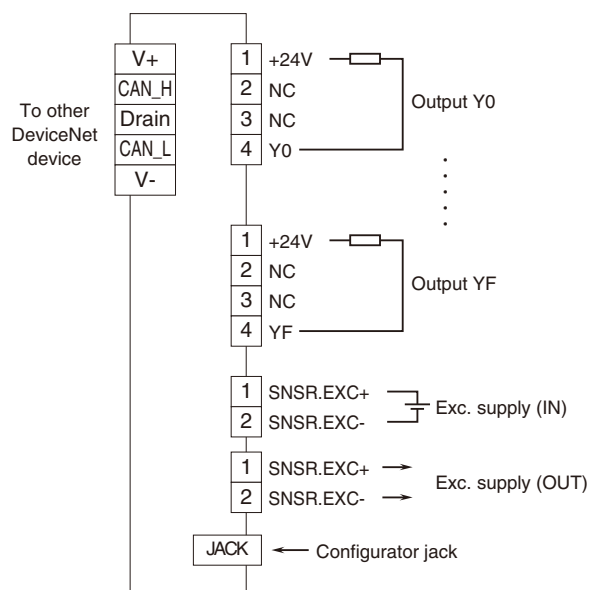 To other
DeviceNet
device
V+
CAN_H
Drain
CAN_L
V-
1 +24V
2 NC
3 NC
4 Y0
Output Y0
1 +24V
2 NC
3 NC
4 YF
Output YF
1 SNSR.EXC+
2 SNSR.EXC-
Exc. supply (IN)
1 SNSR.EXC+
2 SNSR.EXC-
Exc. supply (OUT)
JACK
Configurator jack